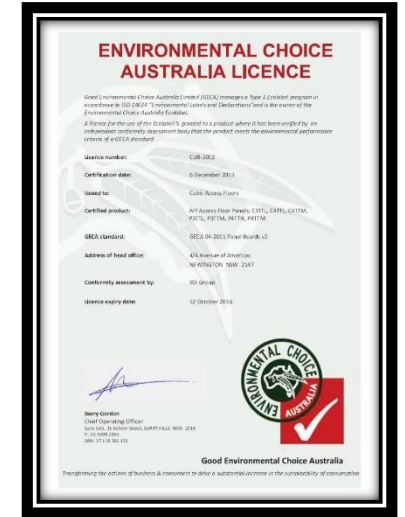 ENVIRONMENTAL CHOICE
AUSTRALIA LICENCE
Good Environmental Choice Australia Limited (GECA) manages a Type 1 Ecolabel program in
accordance to ISO 14024 "Environmental Labels and Declarations" and is the owner of the
Environmental Choice Australia Ecolabel.
A licence for the use of the Ecolabel is granted to a product where it has been verified by an
independent conformity assessment body that the product meets the environmental performance
criteria of a GECA standard.
Licence number: CUB-2012
Certification date: 6 December 2012
Issued to: Cubic Access Floors
Certified product: Access Floor Panels;
GECA standard: GECA 04-2011 Panel Boards v2
Address of head office: 4/4 Avenue of Americas
NEWINGTON NSW 2147
Conformity assessment by: BSI Group
Licence expiry date: 12 October 2014
Barry Gordon
Chief Operating Officer
ENVIRONMENTAL CHOICE
AUSTRALIA
Good Environmental Choice Australia
Transforming the actions of business & consumers to drive a substantial increase in the sustainability of consumption